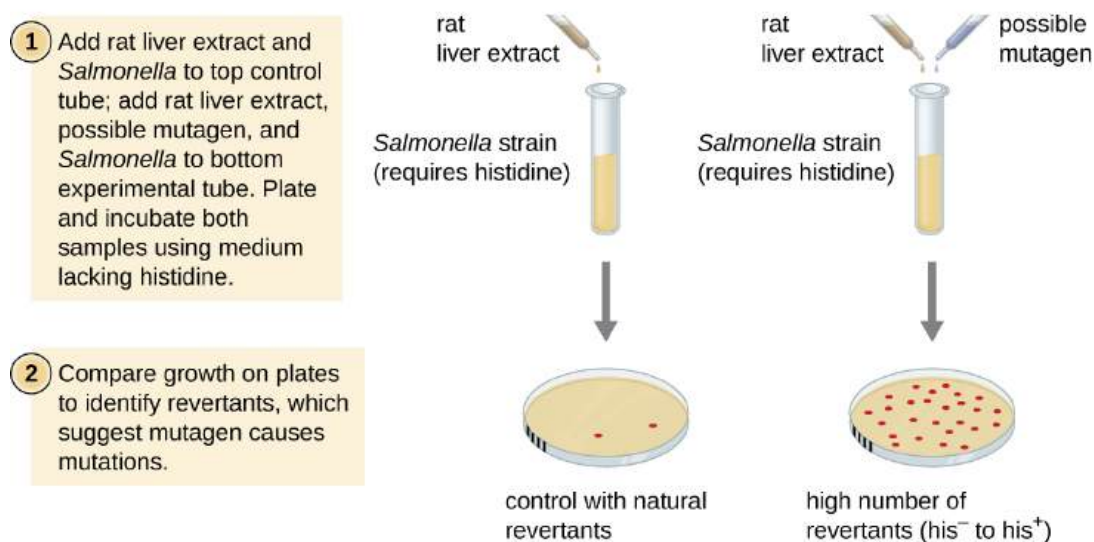 1 Add rat liver extract and
Salmonella to top control
tube; add rat liver extract,
possible mutagen, and
Salmonella to bottom
experimental tube. Plate
and incubate both
samples using medium
lacking histidine.
rat
liver extract
Salmonella strain
(requires histidine)
rat
liver extract
possible
mutagen
Salmonella strain
(requires histidine)
2 Compare growth on plates
to identify revertants, which
suggest mutagen causes
mutations.
control with natural
revertants
high number of
revertants (his⁻ to his⁺)